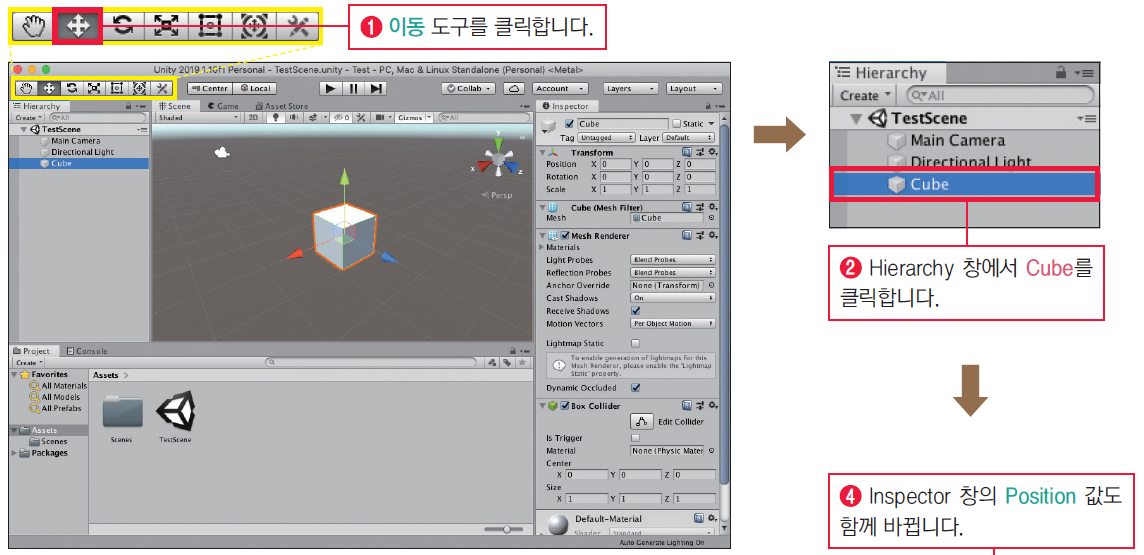 ❶ 이동 도구를 클릭합니다.
Unity 2019.1.10f1 Personal - TestScene.unity - Test - PC, Mac & Linux Standalone (Personal) <Metal>
Center Local
Collab Account Layers Layout
Hierarchy
Create All
TestScene
Main Camera
Directional Light
Cube
Scene Game Asset Store
Shaded 2D 0 Gizmos All
y
x
z
Persp
Inspector
Cube Static
Tag Untagged Layer Default
Transform
Position X 0 Y 0 Z 0
Rotation X 0 Y 0 Z 0
Scale X 1 Y 1 Z 1
Cube (Mesh Filter)
Mesh Cube
Mesh Renderer
Materials
Light Probes Blend Probes
Reflection Probes Blend Probes
Anchor Override None (Transform)
Cast Shadows On
Receive Shadows
Motion Vectors Per Object Motion
Lightmap Static
To enable generation of lightmaps for this
Mesh Renderer, please enable the 'Lightmap
Static' property.
Dynamic Occluded
Box Collider
Edit Collider
Is Trigger
Material None (Physic Mater
Center
X 0 Y 0 Z 0
Size
X 1 Y 1 Z 1
Default-Material
Shader Standard
Auto Generate Lighting On
Project Console
Create
Favorites
All Materials
All Models
All Prefabs
Assets
Scenes
Packages
Assets
Scenes TestScene
Hierarchy
Create All
TestScene
Main Camera
Directional Light
Cube
❷ Hierarchy 창에서 Cube를
클릭합니다.
❹ Inspector 창의 Position 값도
함께 바뀝니다.